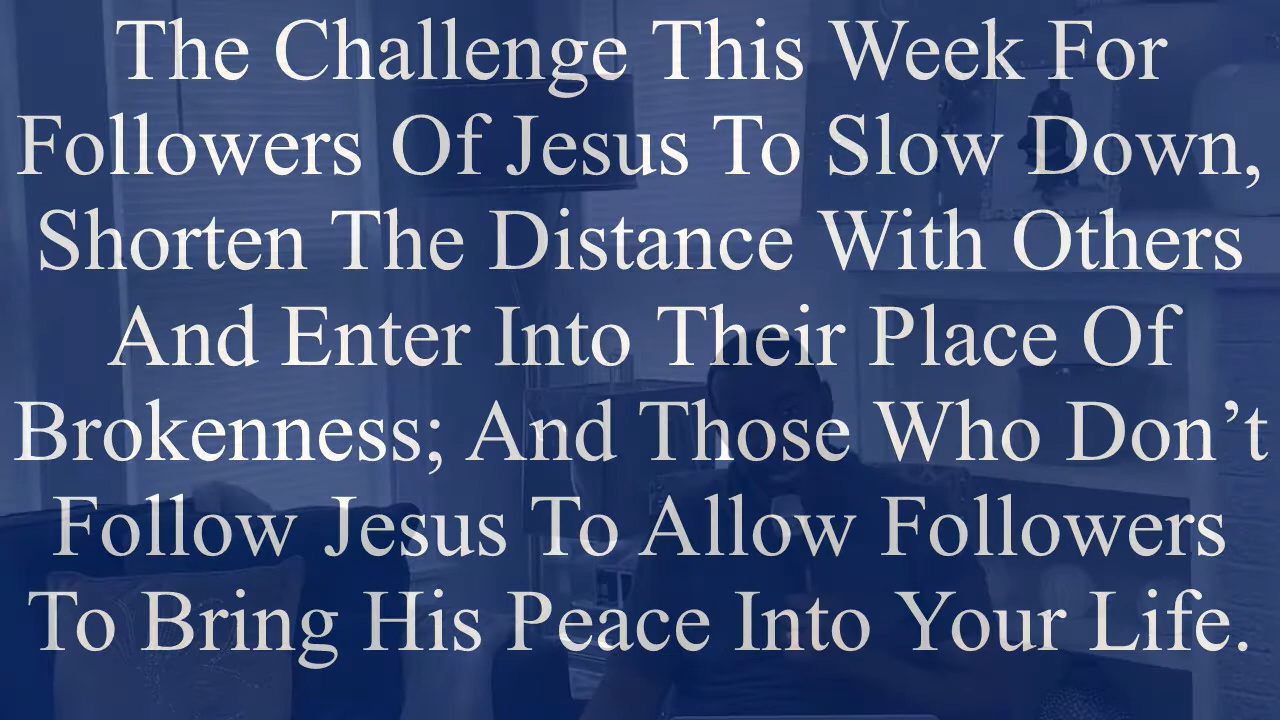 The Challenge This Week For
Followers Of Jesus To Slow Down,
Shorten The Distance With Others
And Enter Into Their Place Of
Brokenness; And Those Who Don’t
Follow Jesus To Allow Followers
To Bring His Peace Into Your Life.